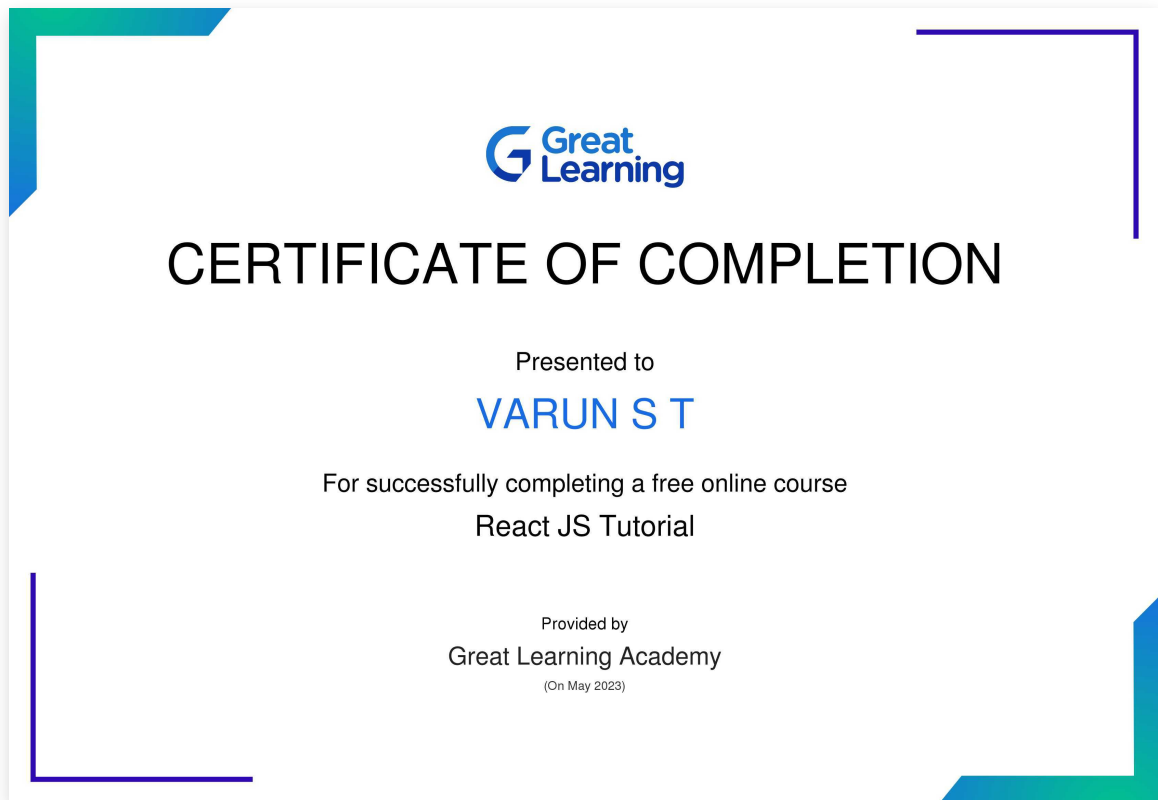 Great
Learning
CERTIFICATE OF COMPLETION
Presented to
VARUN S T
For successfully completing a free online course
React JS Tutorial
Provided by
Great Learning Academy
(On May 2023)